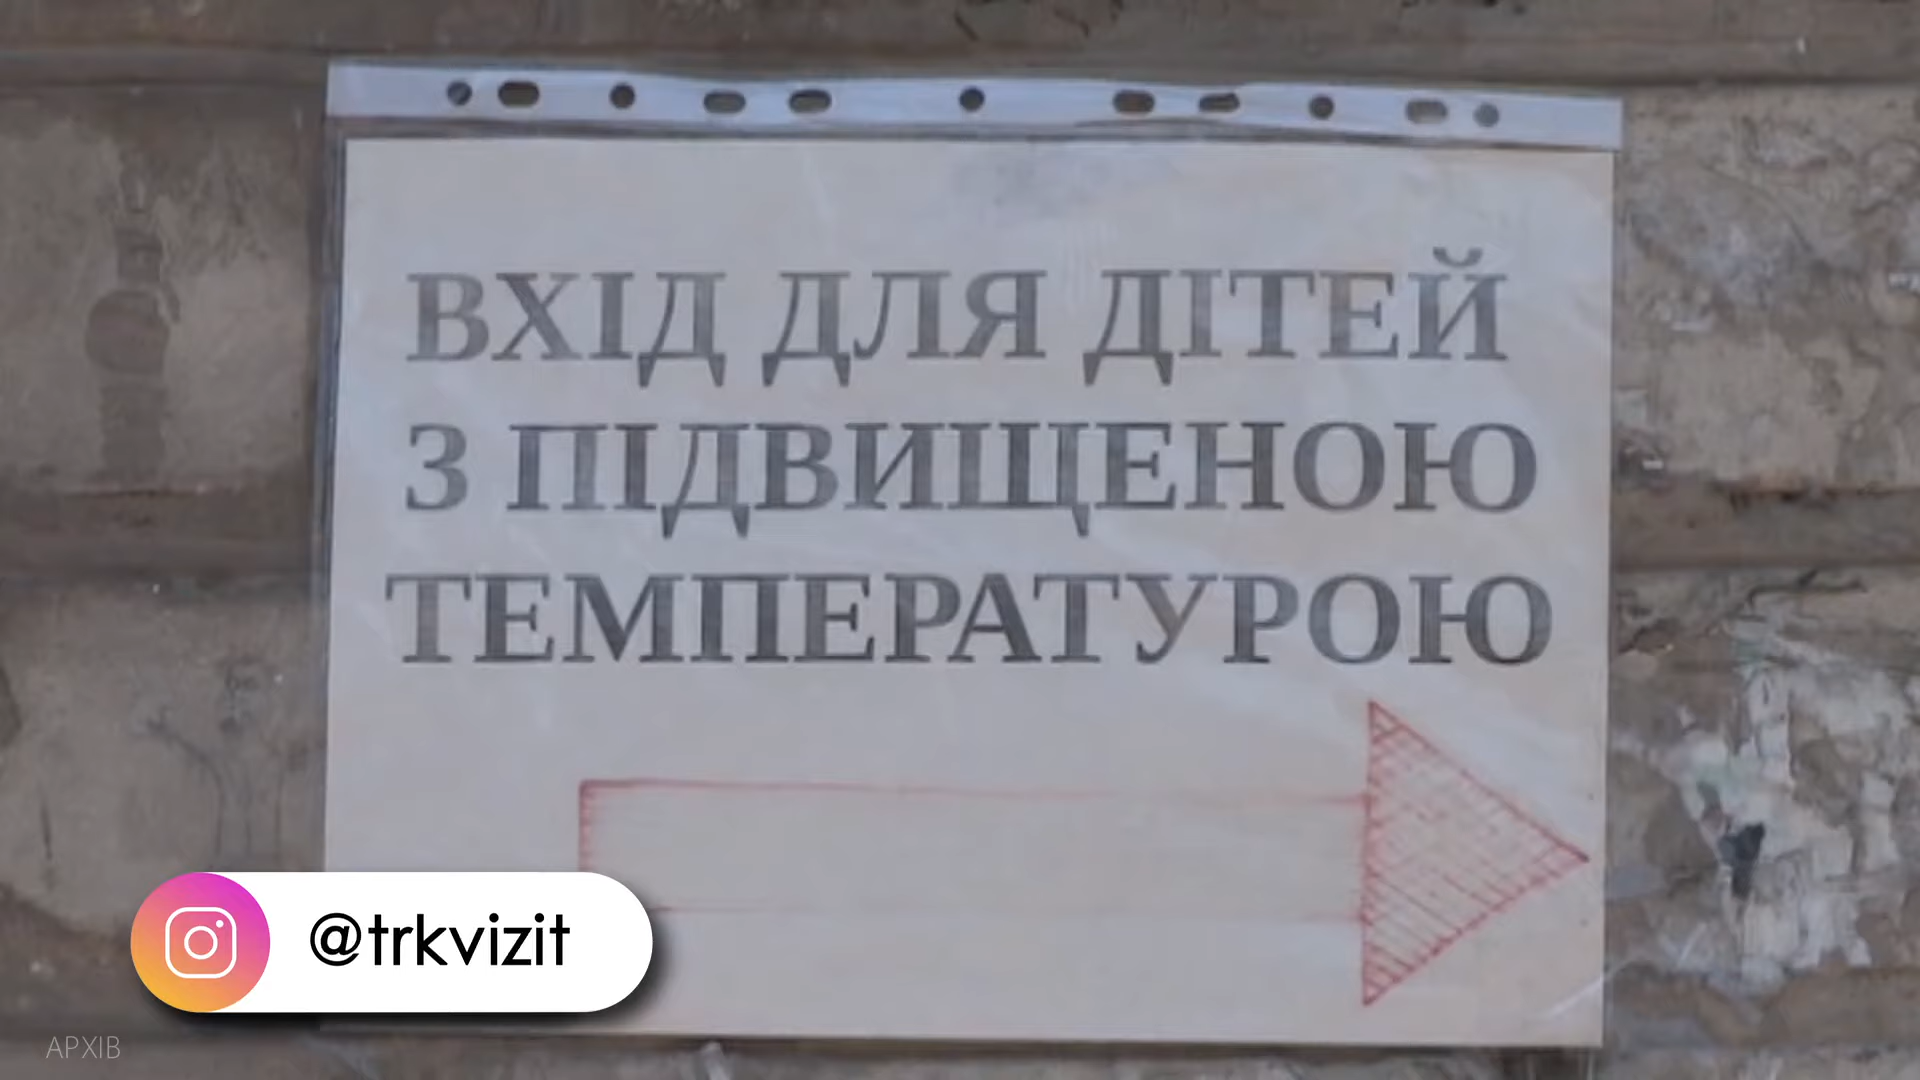 ВХІД ДЛЯ ДІТЕЙ
З ПІДВИЩЕНОЮ
ТЕМПЕРАТУРОЮ
@trkvizit
АРХІВ